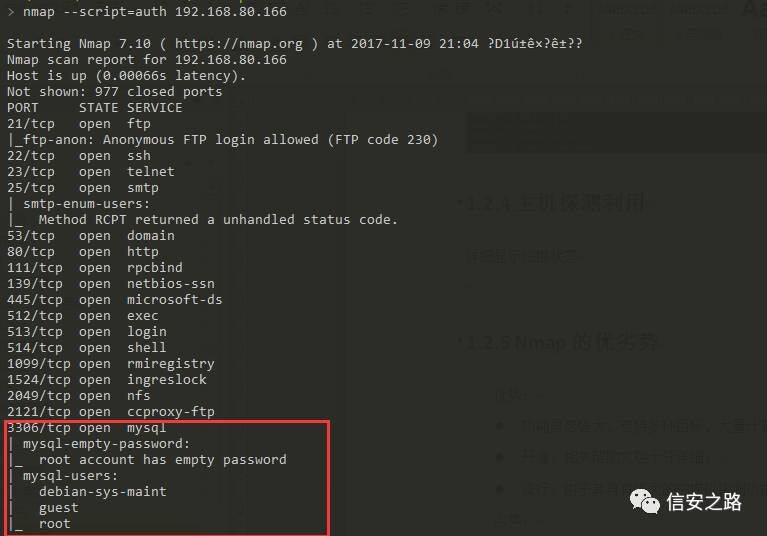 > nmap --script=auth 192.168.80.166
Starting Nmap 7.10 ( https://nmap.org ) at 2017-11-09 21:04 ?D1ú±ê×?ê±??
Nmap scan report for 192.168.80.166
Host is up (0.00066s latency).
Not shown: 977 closed ports
PORT     STATE SERVICE
21/tcp   open  ftp
|_ftp-anon: Anonymous FTP login allowed (FTP code 230)
22/tcp   open  ssh
23/tcp   open  telnet
25/tcp   open  smtp
| smtp-enum-users:
|_  Method RCPT returned a unhandled status code.
53/tcp   open  domain
80/tcp   open  http
111/tcp  open  rpcbind
139/tcp  open  netbios-ssn
445/tcp  open  microsoft-ds
512/tcp  open  exec
513/tcp  open  login
514/tcp  open  shell
1099/tcp open  rmiregistry
1524/tcp open  ingreslock
2049/tcp open  nfs
2121/tcp open  ccproxy-ftp
3306/tcp open  mysql
| mysql-empty-password:
|_  root account has empty password
| mysql-users:
|   debian-sys-maint
|   guest
|_  root
1.2.4 主机探测利用
1.2.5 Nmap 的优劣势
信安之路